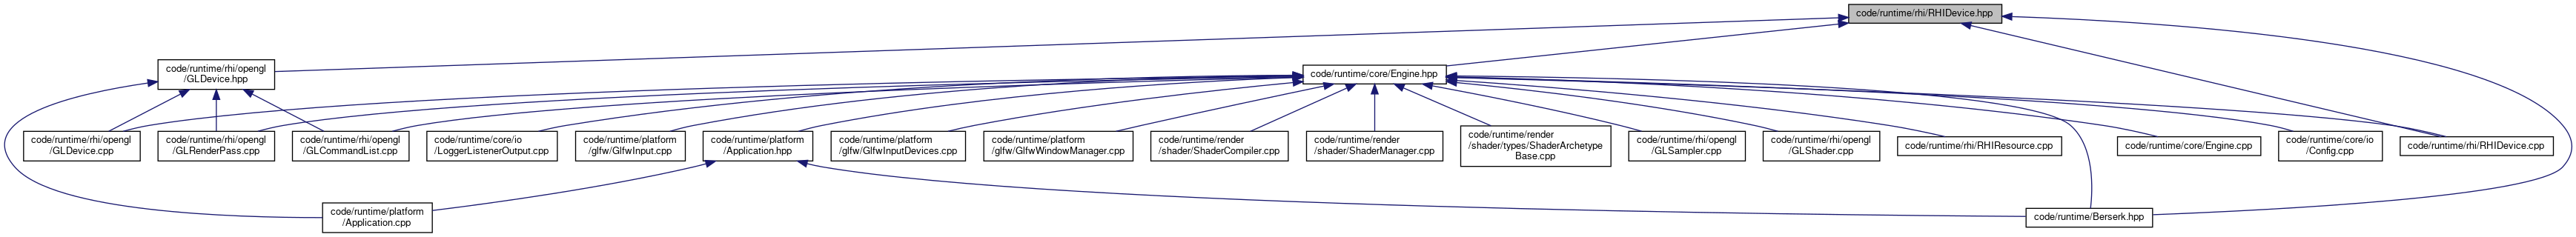 code/runtime/rhi/RHIDevice.hpp
code/runtime/rhi/opengl
/GLDevice.hpp
code/runtime/core/Engine.hpp
code/runtime/rhi/opengl
/GLDevice.cpp
code/runtime/rhi/opengl
/GLRenderPass.cpp
code/runtime/rhi/opengl
/GLCommandList.cpp
code/runtime/core/io
/LoggerListenerOutput.cpp
code/runtime/platform
/glfw/GlfwInput.cpp
code/runtime/platform
/Application.hpp
code/runtime/platform
/glfw/GlfwInputDevices.cpp
code/runtime/platform
/glfw/GlfwWindowManager.cpp
code/runtime/render
/shader/ShaderCompiler.cpp
code/runtime/render
/shader/ShaderManager.cpp
code/runtime/render
/shader/types/ShaderArchetype
Base.cpp
code/runtime/rhi/opengl
/GLSampler.cpp
code/runtime/rhi/opengl
/GLShader.cpp
code/runtime/rhi/RHIResource.cpp
code/runtime/core/Engine.cpp
code/runtime/core/io
/Config.cpp
code/runtime/rhi/RHIDevice.cpp
code/runtime/platform
/Application.cpp
code/runtime/Berserk.hpp